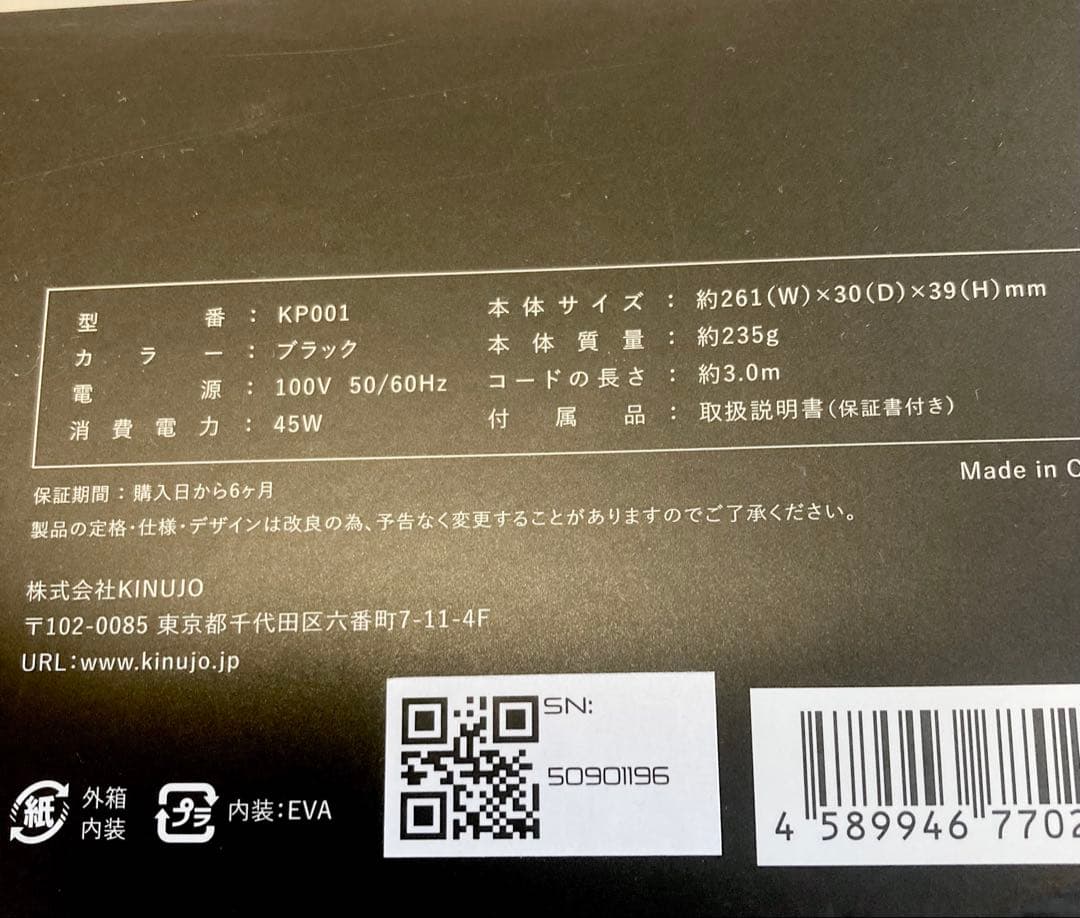 型番：KP001
カラー：ブラック
電源：100V 50/60Hz
消費電力：45W
本体サイズ：約261(W)×30(D)×39(H)mm
本体質量：約235g
コードの長さ：約3.0m
付属品：取扱説明書(保証書付き)
Made in C
保証期間：購入日から6ヶ月
製品の定格・仕様・デザインは改良の為、予告なく変更することがありますのでご了承ください。
株式会社KINUJO
〒102-0085 東京都千代田区六番町7-11-4F
URL：www.kinujo.jp
紙
外箱
内装
プラ
内装：EVA
SN:
50901196
4 589946 7702